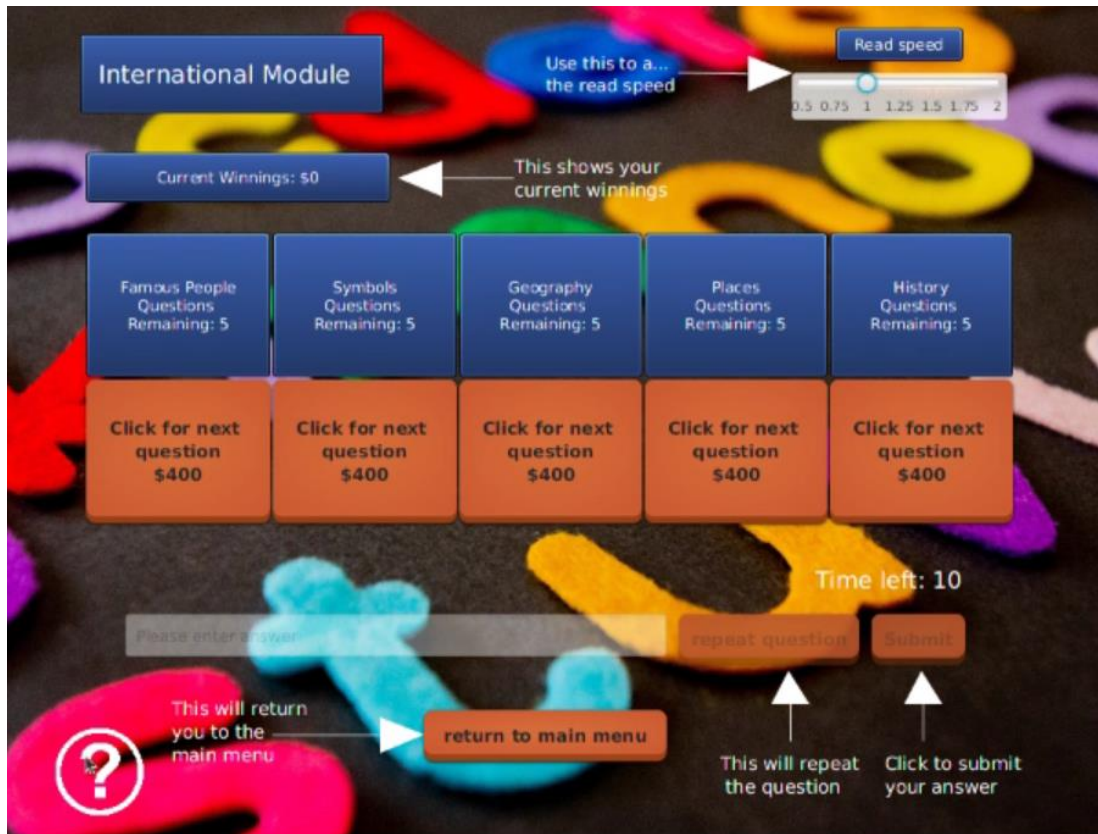 International Module
Read speed
Use this to a...
the read speed
0.5 0.75 1 1.25 1.5 1.75 2
Current Winnings: $0
This shows your
current winnings
Famous People
Questions
Remaining: 5
Symbols
Questions
Remaining: 5
Geography
Questions
Remaining: 5
Places
Questions
Remaining: 5
History
Questions
Remaining: 5
Click for next
question
$400
Click for next
question
$400
Click for next
question
$400
Click for next
question
$400
Click for next
question
$400
Time left: 10
Please enter answer
repeat question
Submit
This will return
you to the
main menu
return to main menu
?
This will repeat
the question
Click to submit
your answer